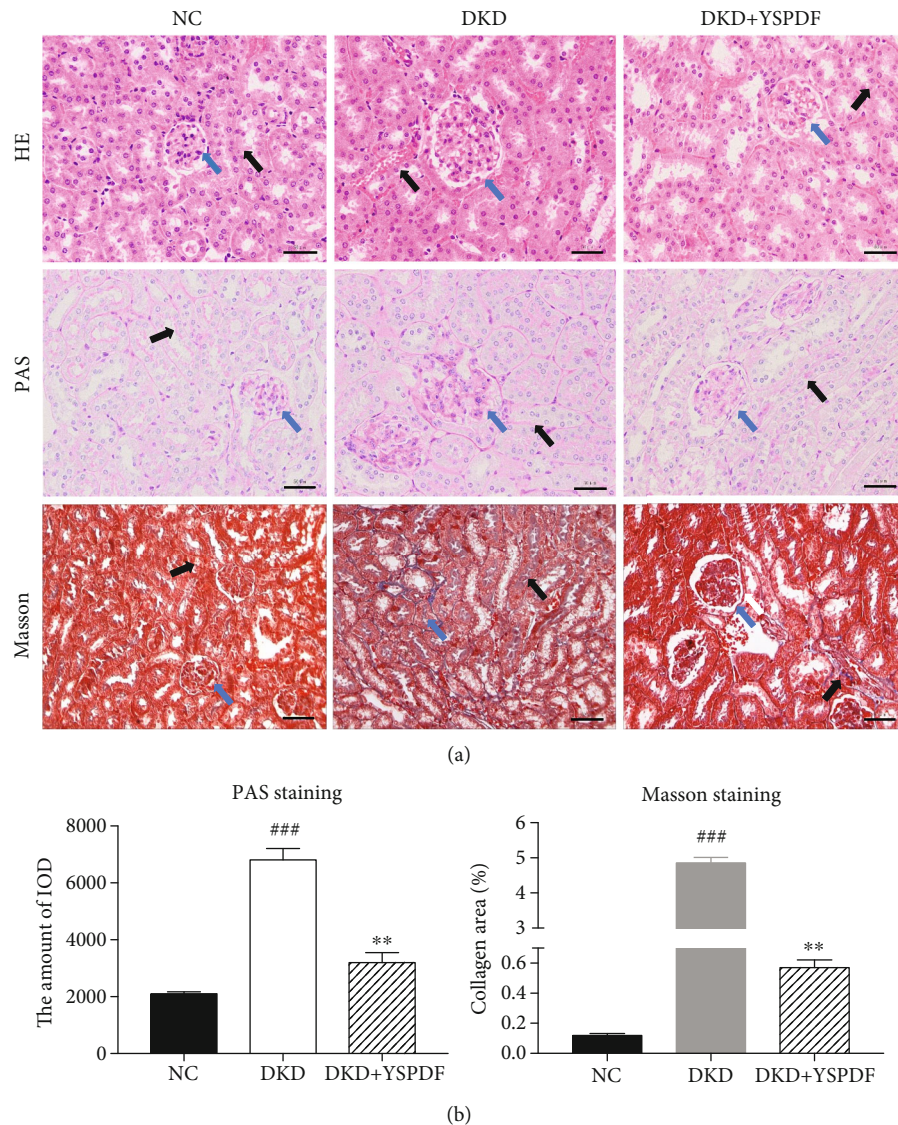 NC
DKD
DKD+YSPDF
HE
PAS
Masson
(a)
PAS staining
The amount of IOD
8000
6000
4000
2000
0
###
**
NC
DKD
DKD+YSPDF
Masson staining
Collagen area (%)
6
5
4
3
0.6
0.4
0.2
0.0
###
**
NC
DKD
DKD+YSPDF
(b)